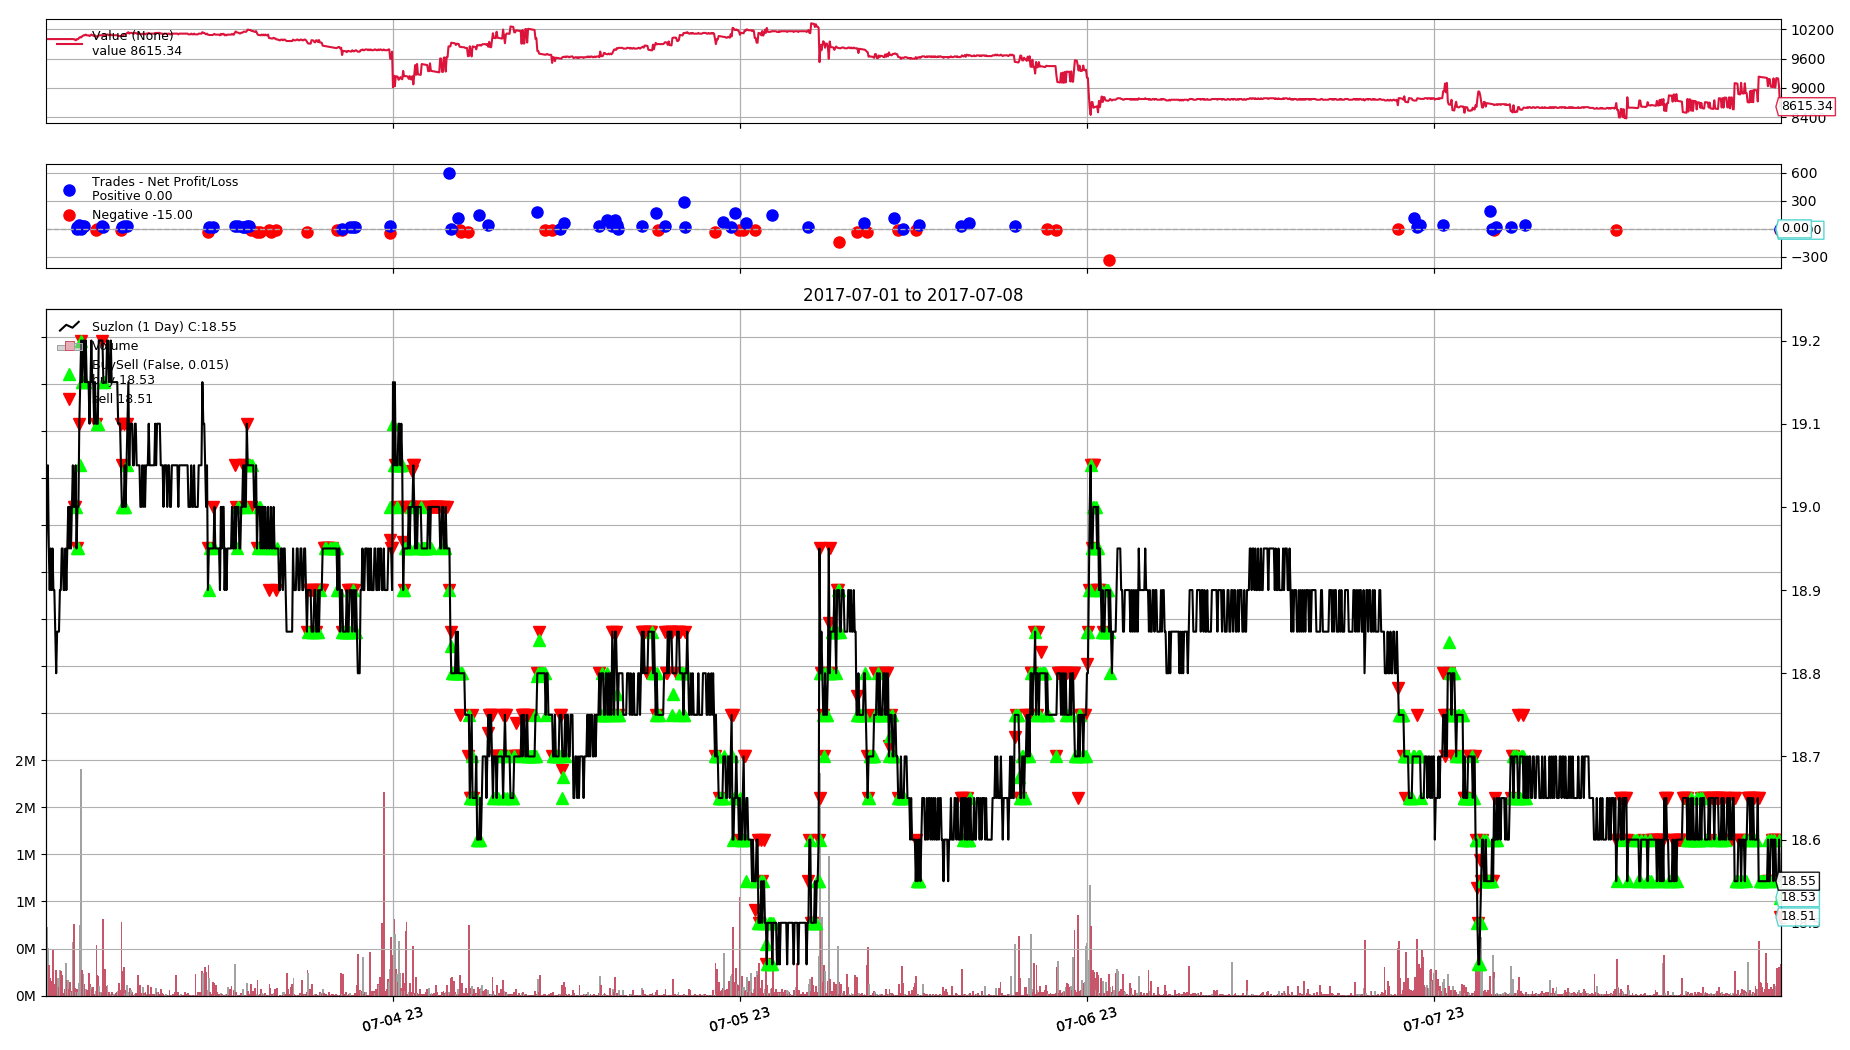 Value (None)
value 8615.34
10200
9600
9000
8615.34
8400
Trades - Net Profit/Loss
Positive 0.00
Negative -15.00
600
300
0.00
−300
2017-07-01 to 2017-07-08
Suzlon (1 Day) C:18.55
Volume
BuySell (False, 0.015)
buy 18.53
sell 18.51
19.2
19.1
19.0
18.9
18.8
18.7
18.6
18.55
18.53
18.51
2M
2M
1M
1M
0M
0M
07-04 23
07-05 23
07-06 23
07-07 23